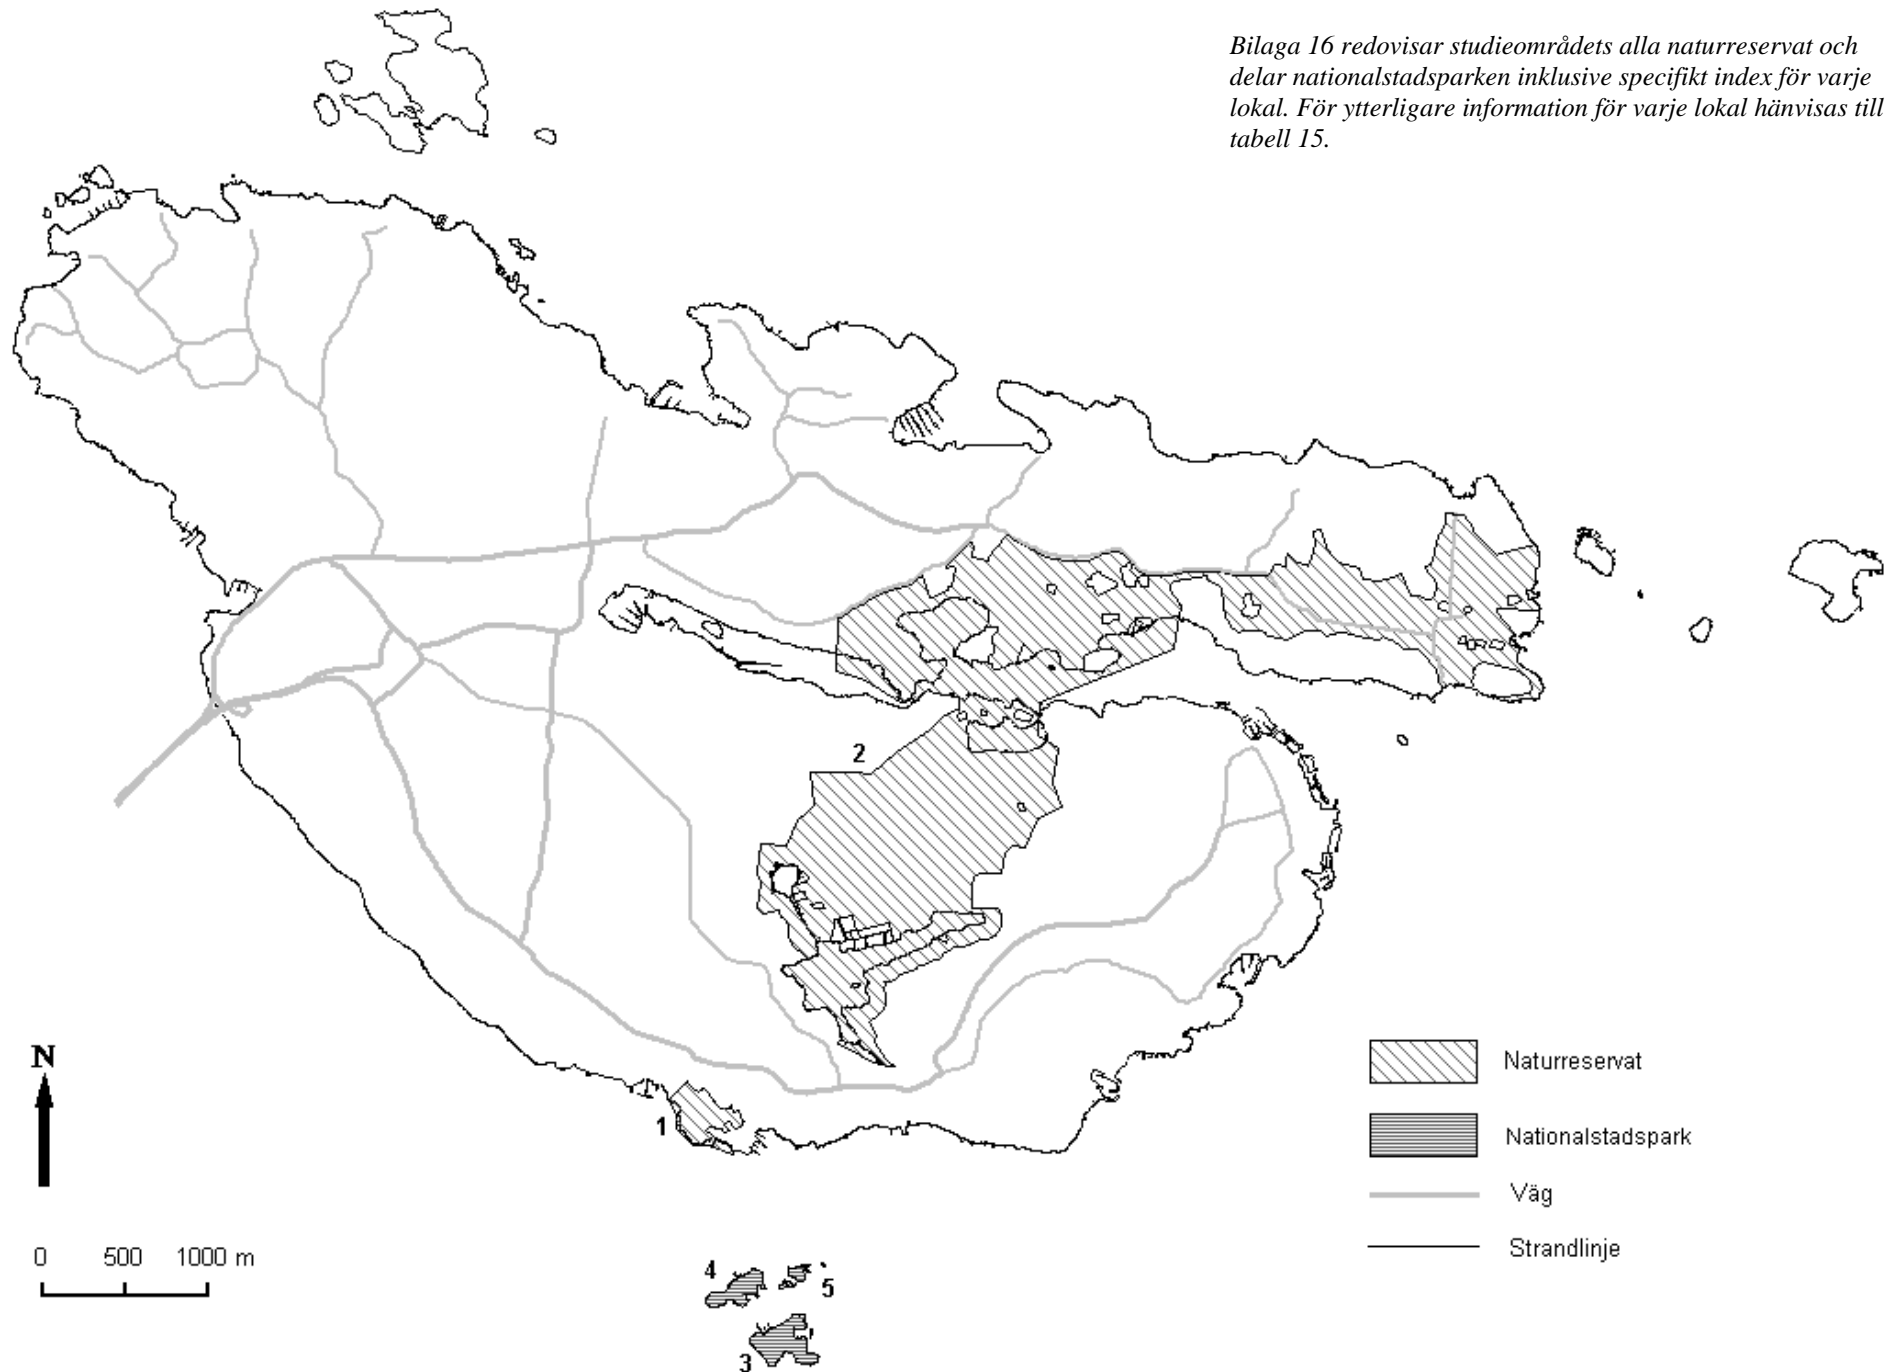 Bilaga 16 redovisar studieområdets alla naturreservat och
delar nationalstadsparken inklusive specifikt index för varje
lokal. För ytterligare information för varje lokal hänvisas till
tabell 15.
2
1
N
0 500 1000 m
4
5
3
Naturreservat
Nationalstadspark
Väg
Strandlinje